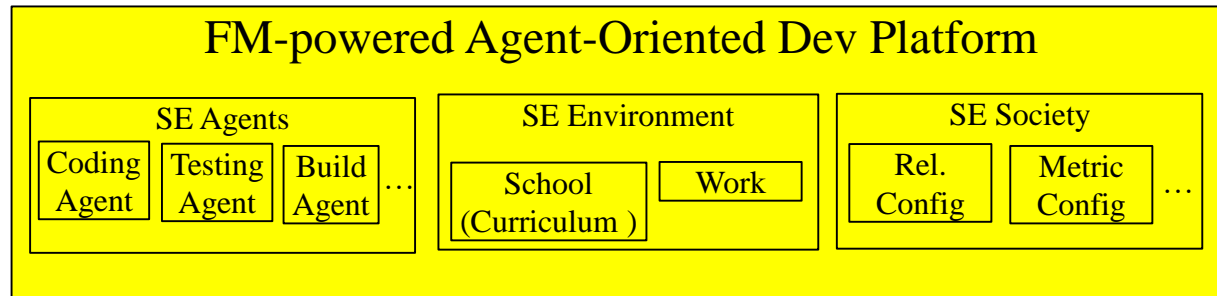 FM-powered Agent-Oriented Dev Platform
SE Agents
Coding
Agent
Testing
Agent
Build
Agent
...
SE Environment
School
(Curriculum )
Work
SE Society
Rel.
Config
Metric
Config
...